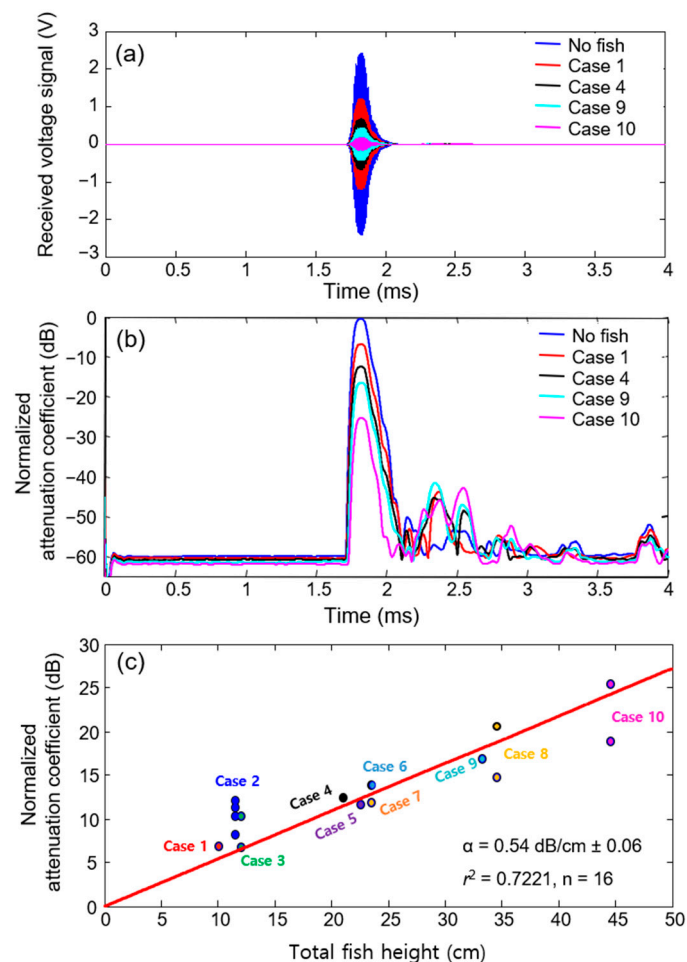 (a)
Received voltage signal (V)
3
2
1
0
−1
−2
−3
No fish
Case 1
Case 4
Case 9
Case 10
0 0.5 1 1.5 2 2.5 3 3.5 4
Time (ms)
(b)
Normalized
attenuation coefficient (dB)
0
−10
−20
−30
−40
−50
−60
No fish
Case 1
Case 4
Case 9
Case 10
0 0.5 1 1.5 2 2.5 3 3.5 4
Time (ms)
(c)
Normalized
attenuation coefficient (dB)
30
25
20
15
10
5
0
Case 1
Case 2
Case 3
Case 4
Case 5
Case 6
Case 7
Case 9
Case 8
Case 10
α = 0.54 dB/cm ± 0.06
r² = 0.7221, n = 16
0 5 10 15 20 25 30 35 40 45 50
Total fish height (cm)